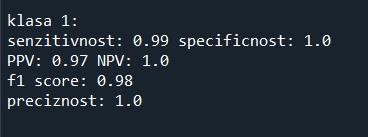 klasa 1:
senzitivnost: 0.99 specificnost: 1.0
PPV: 0.97 NPV: 1.0
f1 score: 0.98
preciznost: 1.0